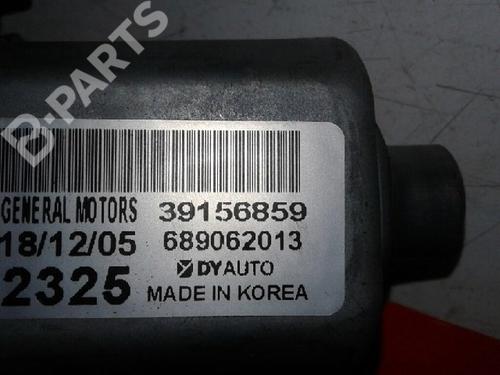 B-PARTS
GENERAL MOTORS 39156859
18/12/05 689062013
DYAUTO
2325 MADE IN KOREA